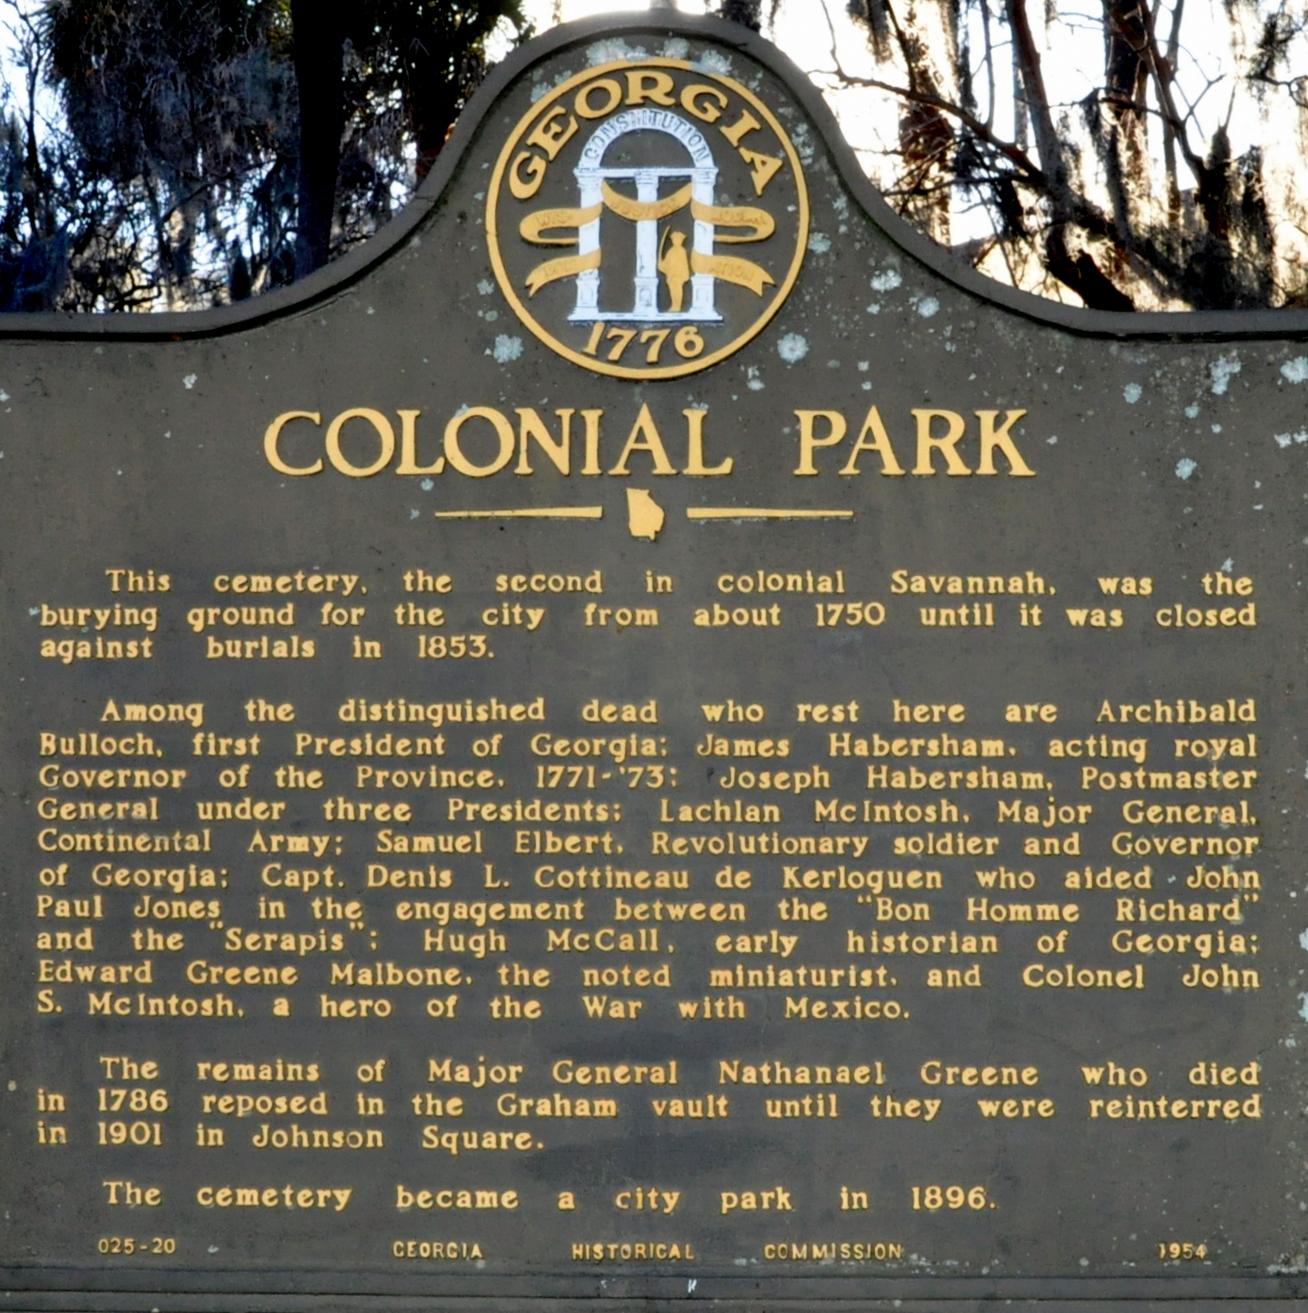 GEORGIA
CONSTITUTION
JUSTICE
1776
COLONIAL PARK
This cemetery, the second in colonial Savannah, was the
burying ground for the city from about 1750 until it was closed
against burials in 1853.
Among the distinguished dead who rest here are Archibald
Bulloch, first President of Georgia; James Habersham, acting royal
Governor of the Province, 1771-'73; Joseph Habersham, Postmaster
General under three Presidents; Lachlan McIntosh, Major General,
Continental Army; Samuel Elbert, Revolutionary soldier and Governor
of Georgia; Capt. Denis L. Cottineau de Kerloguen who aided John
Paul Jones in the engagement between the "Bon Homme Richard"
and the "Serapis"; Hugh McCall, early historian of Georgia;
Edward Greene Malbone, the noted miniaturist, and Colonel John
S. McIntosh, a hero of the War with Mexico.
The remains of Major General Nathanael Greene who died
in 1786 reposed in the Graham vault until they were reinterred
in 1901 in Johnson Square.
The cemetery became a city park in 1896.
025-20 GEORGIA HISTORICAL COMMISSION 1954